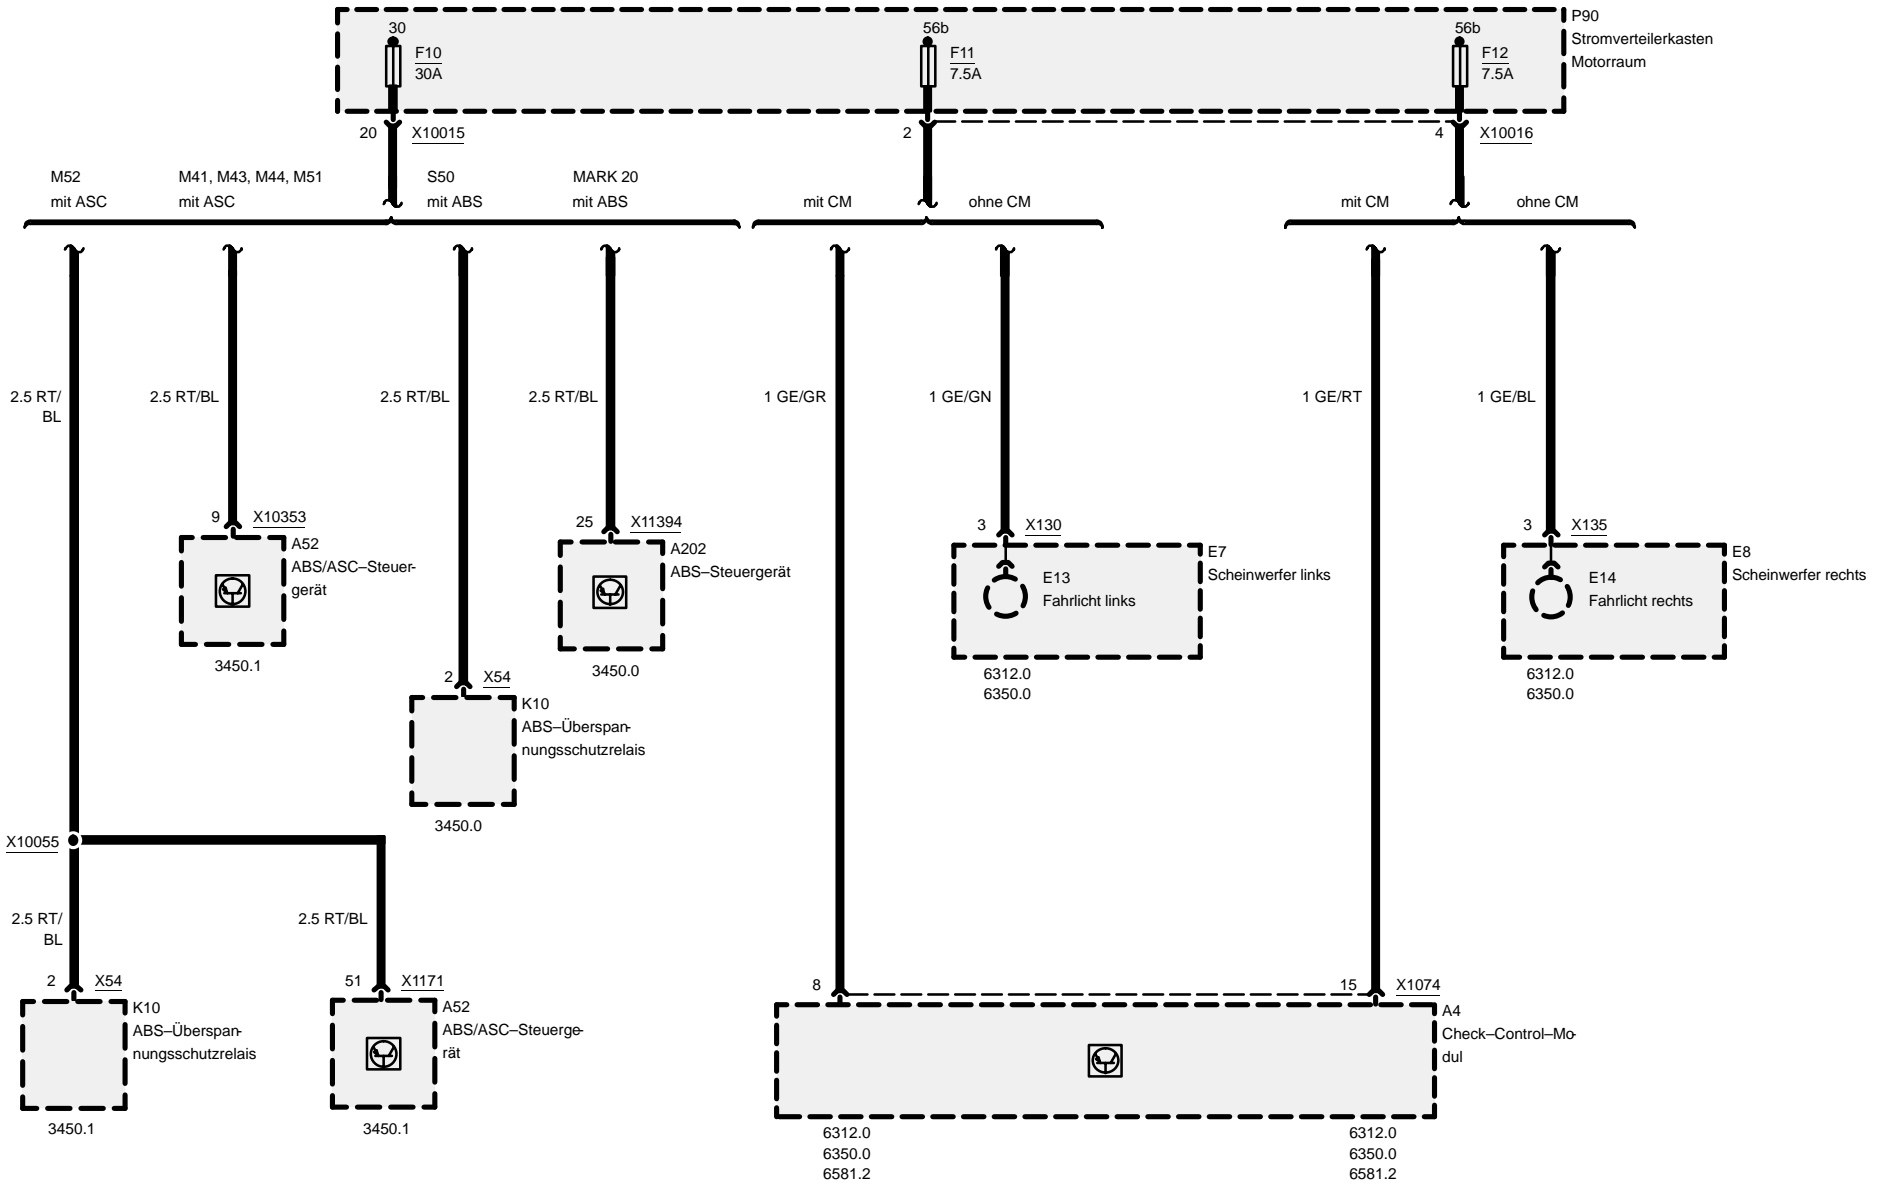 30
F10
30A
56b
F11
7.5A
56b
F12
7.5A
P90
Stromverteilerkasten
Motorraum
20
X10015
2
4
X10016
M52
mit ASC
M41, M43, M44, M51
mit ASC
S50
mit ABS
MARK 20
mit ABS
mit CM
ohne CM
mit CM
ohne CM
2.5 RT/
BL
2.5 RT/BL
2.5 RT/BL
2.5 RT/BL
1 GE/GR
1 GE/GN
1 GE/RT
1 GE/BL
9
X10353
A52
ABS/ASC–Steuer-
gerät
3450.1
25
X11394
A202
ABS–Steuergerät
3450.0
3
X130
E7
Scheinwerfer links
E13
Fahrlicht links
6312.0
6350.0
3
X135
E8
Scheinwerfer rechts
E14
Fahrlicht rechts
6312.0
6350.0
2
X54
K10
ABS–Überspan-
nungsschutzrelais
3450.0
X10055
2.5 RT/
BL
2.5 RT/BL
2
X54
K10
ABS–Überspan-
nungsschutzrelais
3450.1
51
X1171
A52
ABS/ASC–Steuerge-
rät
3450.1
8
15
X1074
A4
Check–Control–Mo-
dul
6312.0
6350.0
6581.2
6312.0
6350.0
6581.2